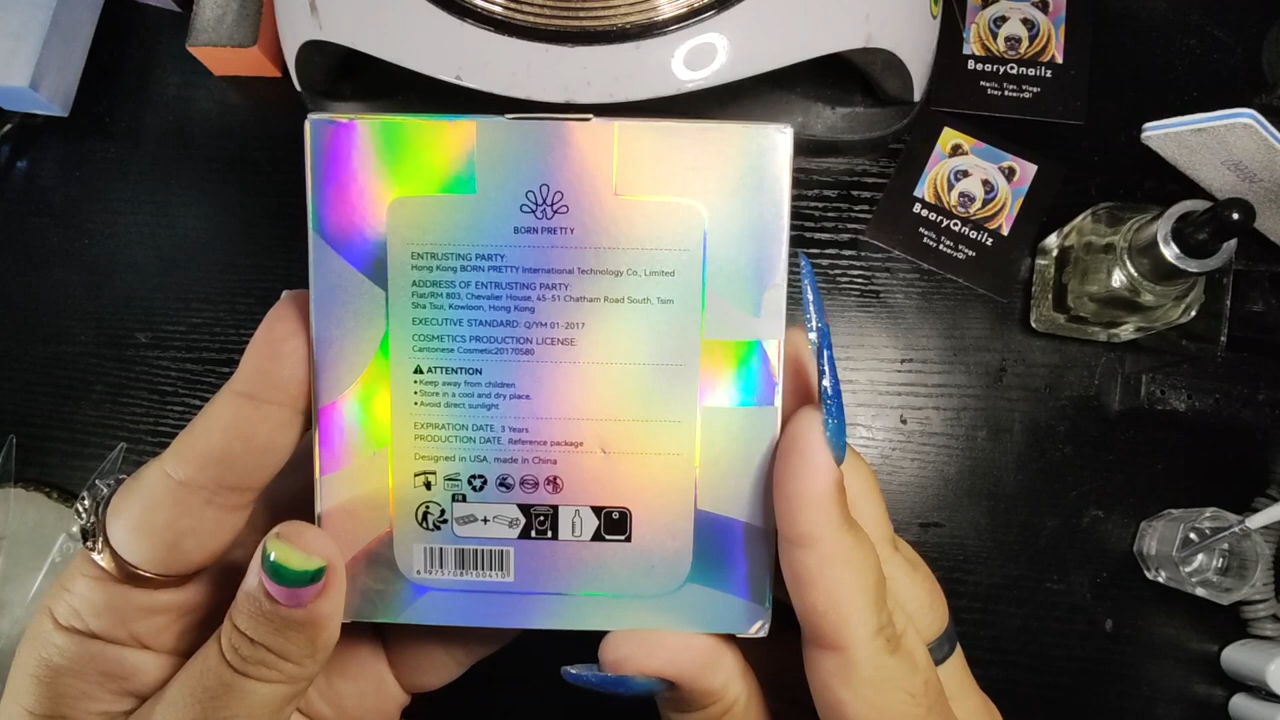 BearyQnailz
Nails, Tips, Vlogs
Stay BearyQ!
BearyQnailz
Nails, Tips, Vlogs
Stay BearyQ!
BORN PRETTY
ENTRUSTING PARTY:
Hong Kong BORN PRETTY International Technology Co., Limited
ADDRESS OF ENTRUSTING PARTY:
Flat/RM 803, Chevalier House, 45-51 Chatham Road South, Tsim
Sha Tsui, Kowloon, Hong Kong
EXECUTIVE STANDARD: Q/YM 01-2017
COSMETICS PRODUCTION LICENSE:
Cantonese Cosmetic20170580
ATTENTION
• Keep away from children.
• Store in a cool and dry place.
• Avoid direct sunlight.
EXPIRATION DATE: 3 Years
PRODUCTION DATE: Reference package
Designed in USA, made in China
12M
FR
+
6 975708 100410